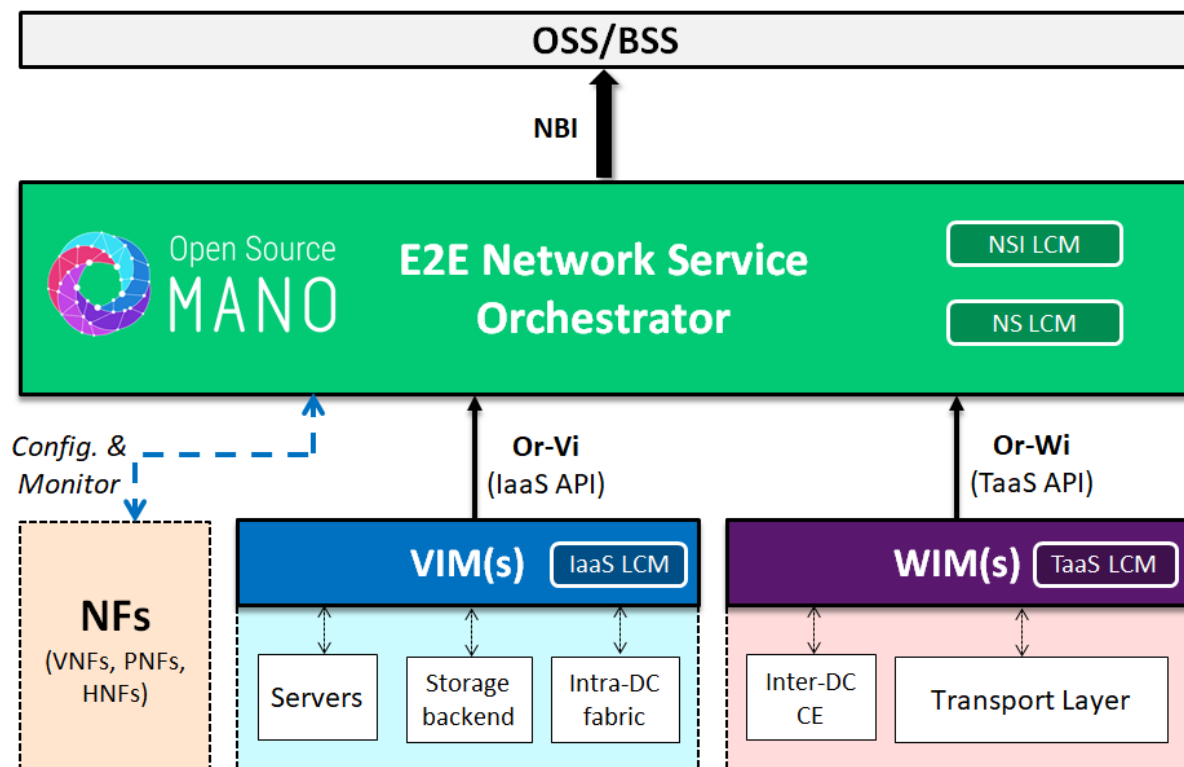 OSS/BSS
NBI
Open Source
MANO
E2E Network Service
Orchestrator
NSI LCM
NS LCM
Config. &
Monitor
Or-Vi
(IaaS API)
Or-Wi
(TaaS API)
NFs
(VNFs, PNFs,
HNFs)
VIM(s)
IaaS LCM
WIM(s)
TaaS LCM
Servers
Storage
backend
Intra-DC
fabric
Inter-DC
CE
Transport Layer